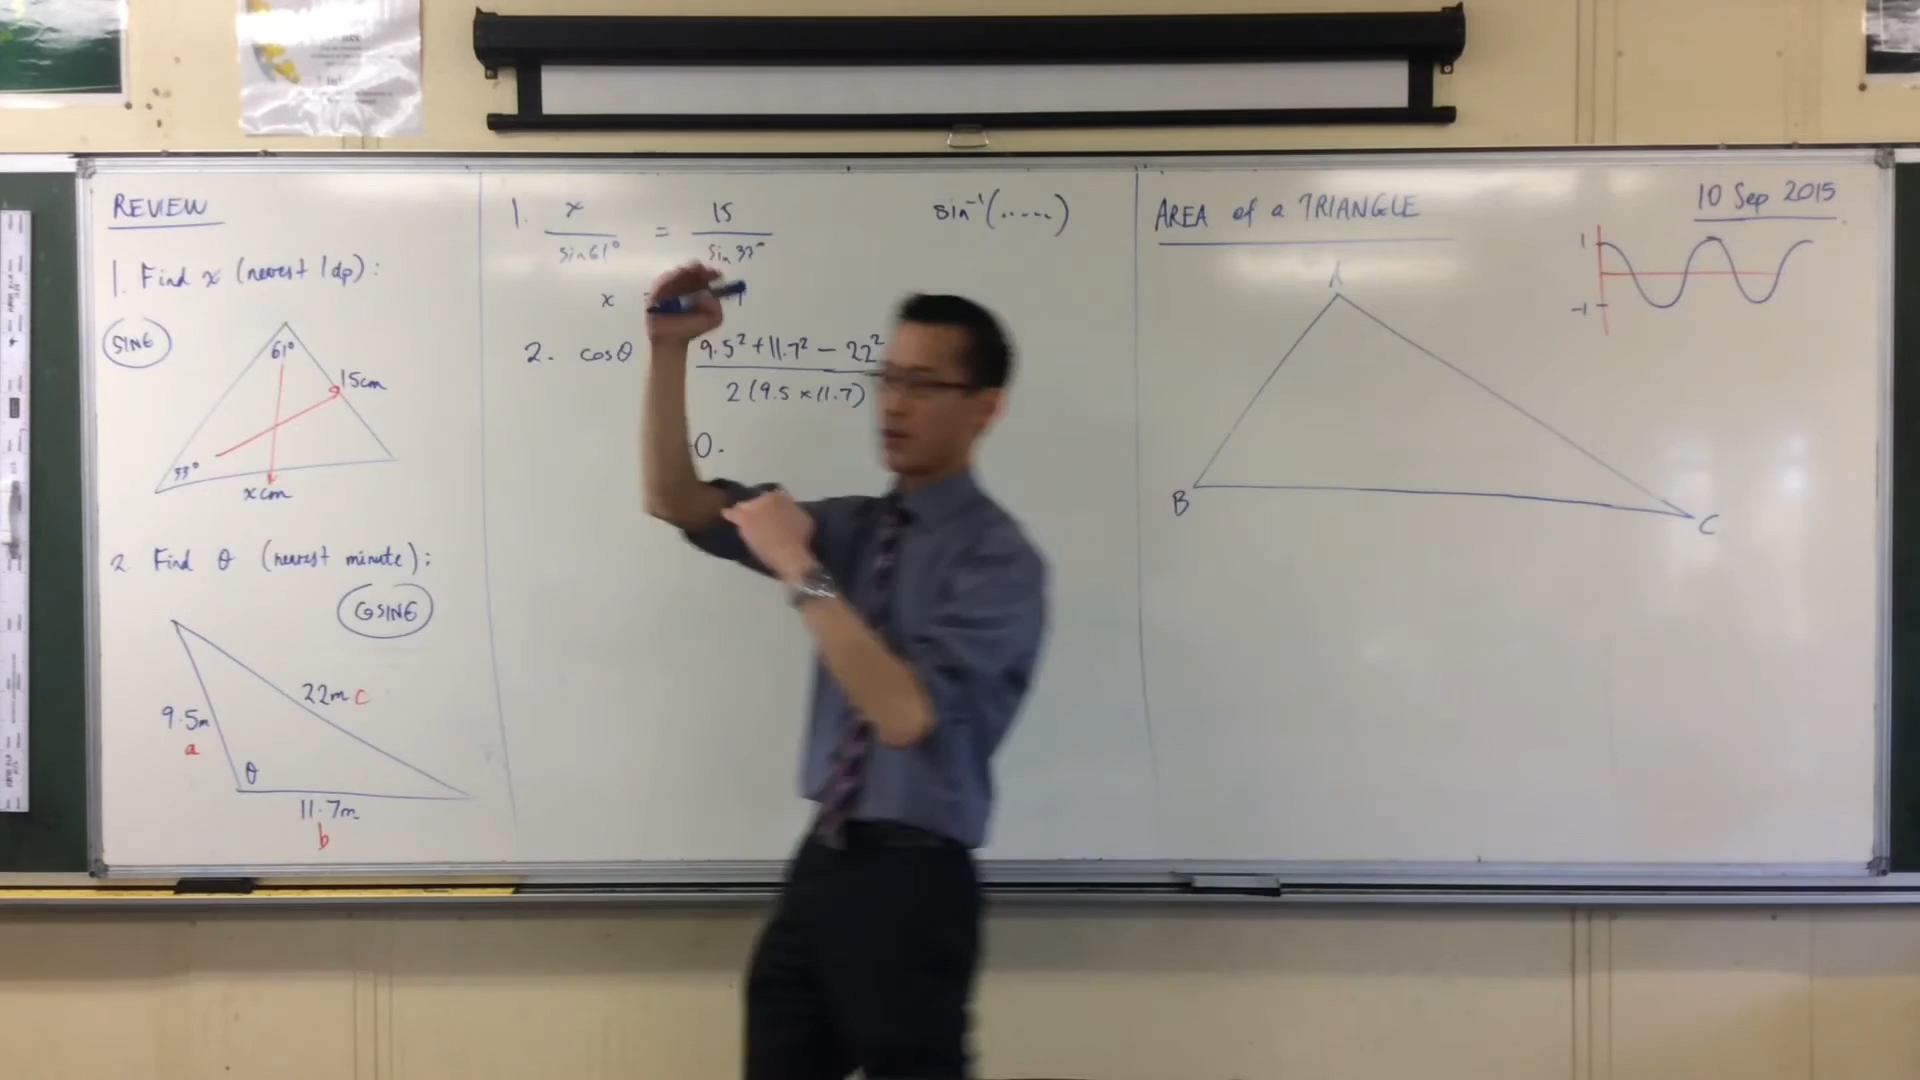 REVIEW
1. Find x (nearest 1dp):
SINE
61°
15cm
33°
x cm
2. Find θ (nearest minute):
COSINE
22m c
9.5m
a
θ
11.7m
b
1. x/sin61° = 15/sin33°
x
2. cosθ 9.5² + 11.7² − 22²
2(9.5 × 11.7)
0.
sin⁻¹(.....)
AREA of a TRIANGLE
10 Sep 2015
1
-1
A
B
C